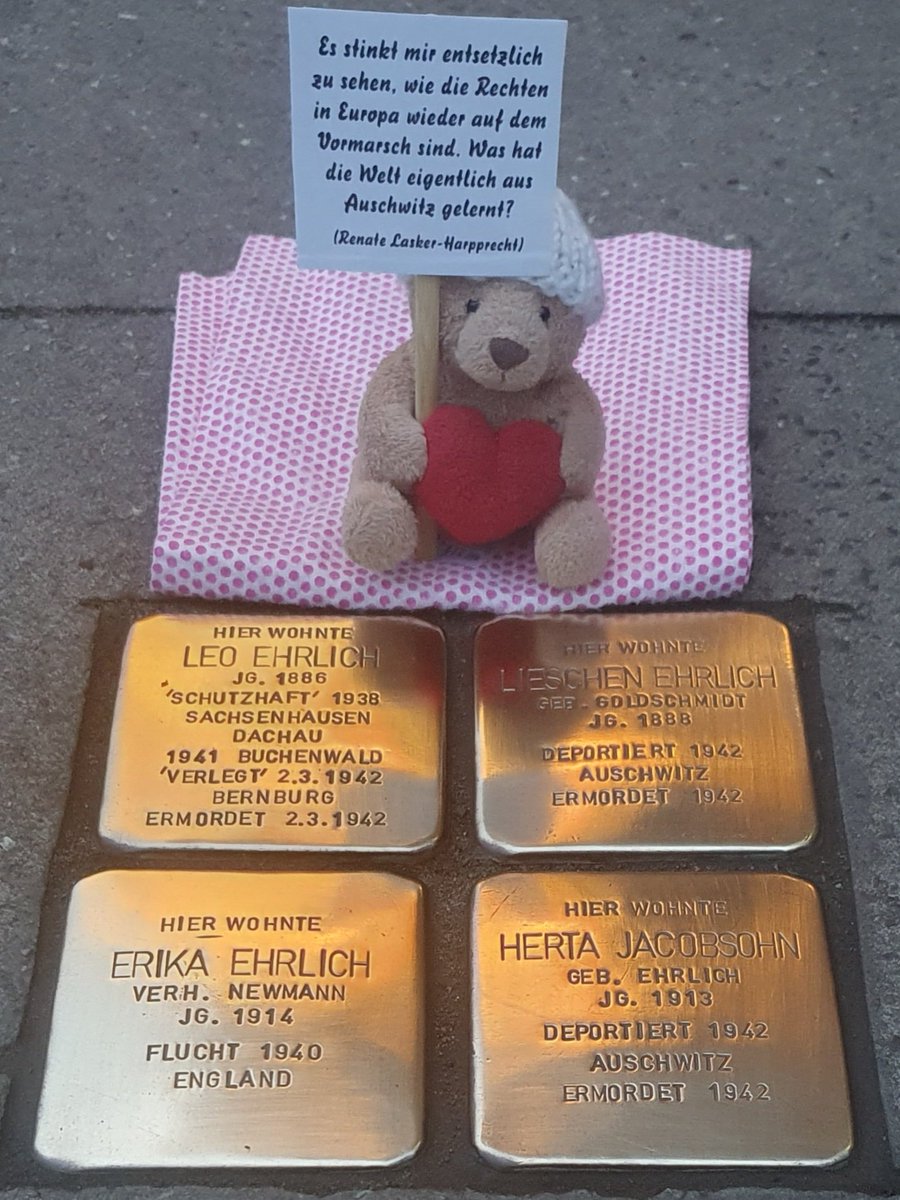 Es stinkt mir entsetzlich
zu sehen, wie die Rechten
in Europa wieder auf dem
Vormarsch sind. Was hat
die Welt eigentlich aus
Auschwitz gelernt?
(Renate Lasker-Harpprecht)
HIER WOHNTE
LEO EHRLICH
JG. 1886
'SCHUTZHAFT' 1938
SACHSENHAUSEN
DACHAU
1941 BUCHENWALD
'VERLEGT' 2.3.1942
BERNBURG
ERMORDET 2.3.1942
HIER WOHNTE
LIESCHEN EHRLICH
GEB. GOLDSCHMIDT
JG. 1888
DEPORTIERT 1942
AUSCHWITZ
ERMORDET 1942
HIER WOHNTE
ERIKA EHRLICH
VERH. NEWMANN
JG. 1914
FLUCHT 1940
ENGLAND
HIER WOHNTE
HERTA JACOBSOHN
GEB. EHRLICH
JG. 1913
DEPORTIERT 1942
AUSCHWITZ
ERMORDET 1942